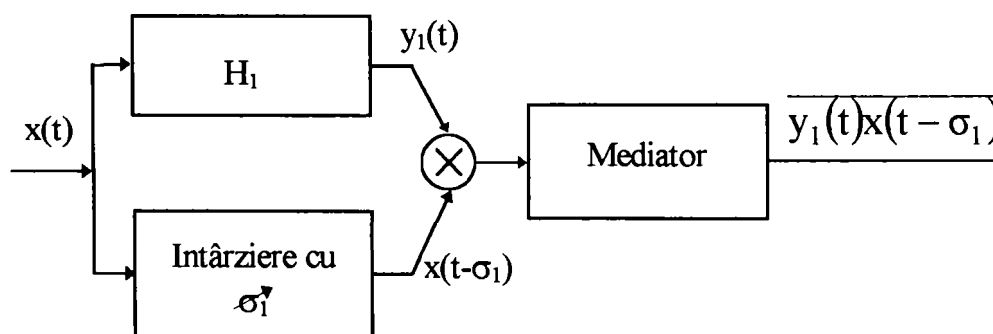 y₁(t)
H₁
x(t)
y₁(t)x(t − σ₁)
Mediator
Intârziere cu
σ₁
x(t-σ₁)